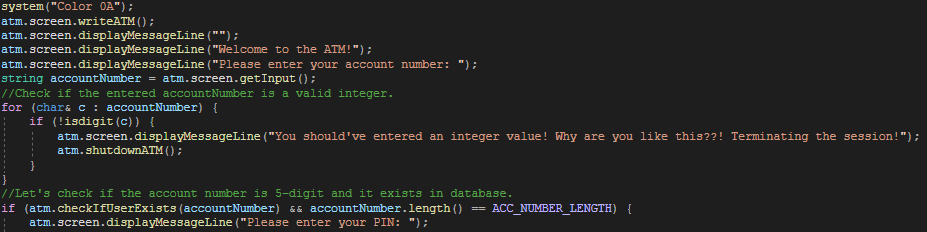 system("Color 0A");
atm.screen.writeATM();
atm.screen.displayMessageLine("");
atm.screen.displayMessageLine("Welcome to the ATM!");
atm.screen.displayMessageLine("Please enter your account number: ");
string accountNumber = atm.screen.getInput();
//Check if the entered accountNumber is a valid integer.
for (char& c : accountNumber) {
    if (!isdigit(c)) {
        atm.screen.displayMessageLine("You should've entered an integer value! Why are you like this??! Terminating the session!");
        atm.shutdownATM();
    }
}
//Let's check if the account number is 5-digit and it exists in database.
if (atm.checkIfUserExists(accountNumber) && accountNumber.length() == ACC_NUMBER_LENGTH) {
    atm.screen.displayMessageLine("Please enter your PIN: ");